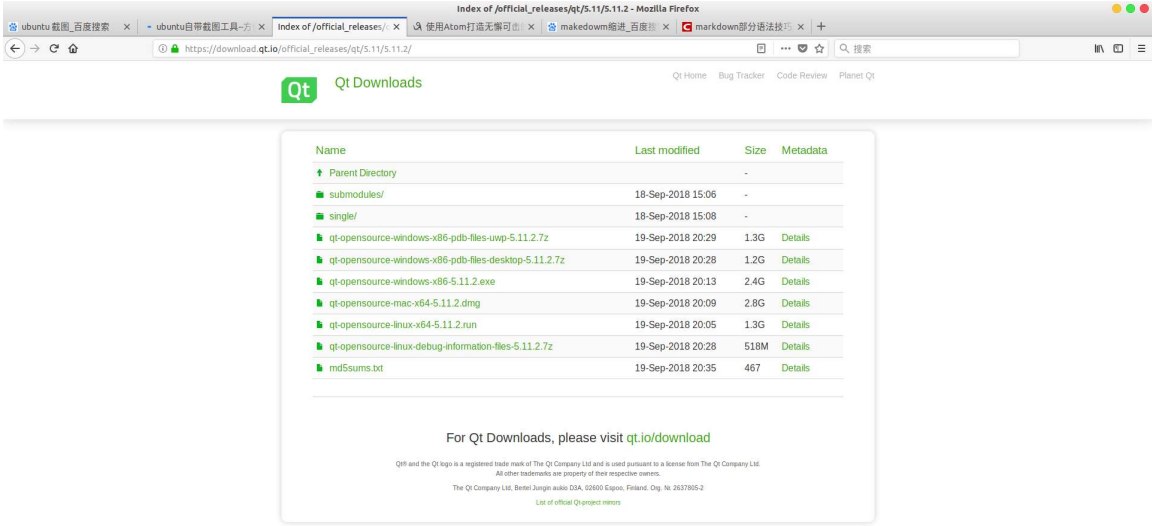 Index of /official_releases/qt/5.11/5.11.2 - Mozilla Firefox
ubuntu 截图_百度搜索
ubuntu自带截图工具--方
Index of /official_releases/
使用Atom打造无懈可击
makedowm缩进_百度搜
markdown部分语法技巧
https://download.qt.io/official_releases/qt/5.11/5.11.2/
搜索
Qt
Qt Downloads
Qt Home Bug Tracker Code Review Planet Qt
Name Last modified Size Metadata
Parent Directory -
submodules/ 18-Sep-2018 15:06 -
single/ 18-Sep-2018 15:08 -
qt-opensource-windows-x86-pdb-files-uwp-5.11.2.7z 19-Sep-2018 20:29 1.3G Details
qt-opensource-windows-x86-pdb-files-desktop-5.11.2.7z 19-Sep-2018 20:28 1.2G Details
qt-opensource-windows-x86-5.11.2.exe 19-Sep-2018 20:13 2.4G Details
qt-opensource-mac-x64-5.11.2.dmg 19-Sep-2018 20:09 2.8G Details
qt-opensource-linux-x64-5.11.2.run 19-Sep-2018 20:05 1.3G Details
qt-opensource-linux-debug-information-files-5.11.2.7z 19-Sep-2018 20:28 518M Details
md5sums.txt 19-Sep-2018 20:35 467 Details
For Qt Downloads, please visit qt.io/download
Qt® and the Qt logo is a registered trade mark of The Qt Company Ltd and is used pursuant to a license from The Qt Company Ltd.
All other trademarks are property of their respective owners.
The Qt Company Ltd, Bertel Jungin aukio D3A, 02600 Espoo, Finland. Org. Nr. 2637805-2
List of official Qt-project mirrors